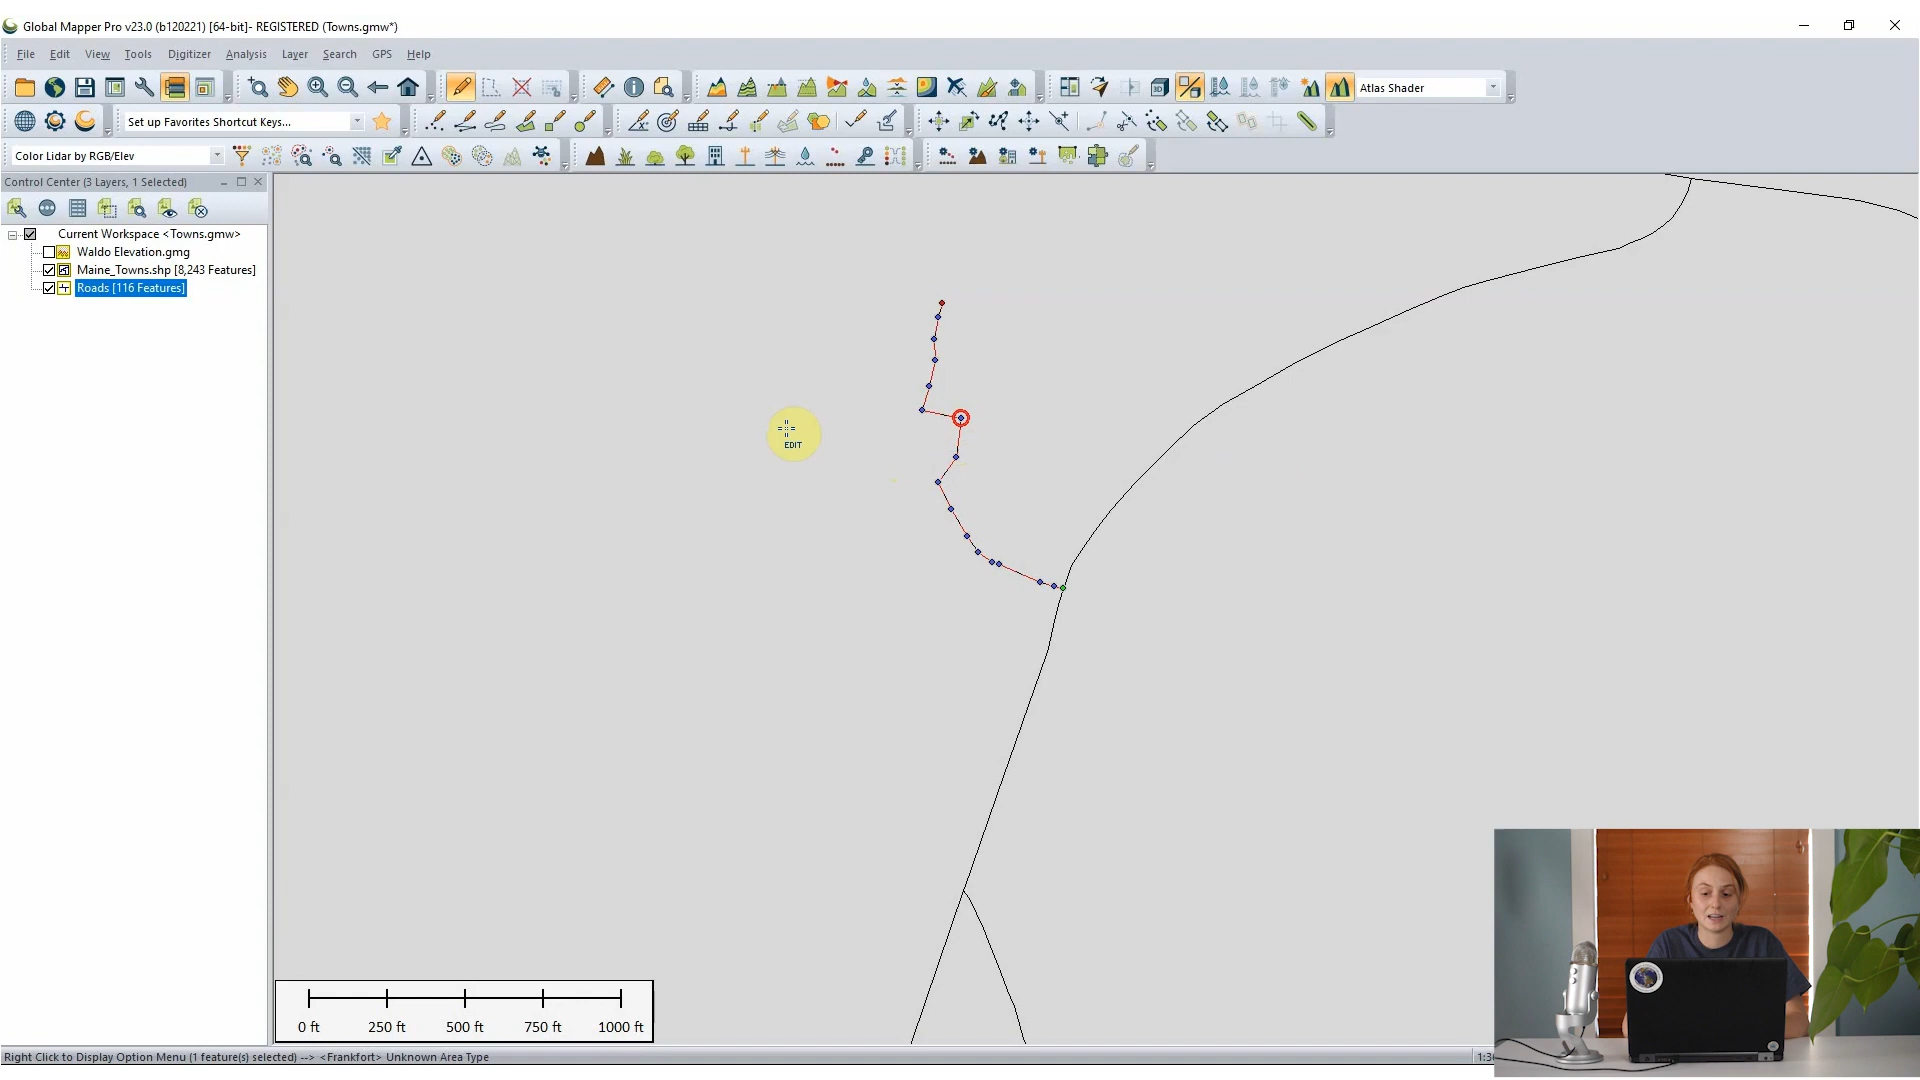 Global Mapper Pro v23.0 (b120221) [64-bit]- REGISTERED (Towns.gmw*)
File Edit View Tools Digitizer Analysis Layer Search GPS Help
Atlas Shader
Set up Favorites Shortcut Keys...
Color Lidar by RGB/Elev
Control Center (3 Layers, 1 Selected)
Current Workspace <Towns.gmw>
Waldo Elevation.gmg
Maine_Towns.shp [8,243 Features]
Roads [116 Features]
EDIT
0 ft 250 ft 500 ft 750 ft 1000 ft
Right Click to Display Option Menu (1 feature(s) selected) --> <Frankfort> Unknown Area Type